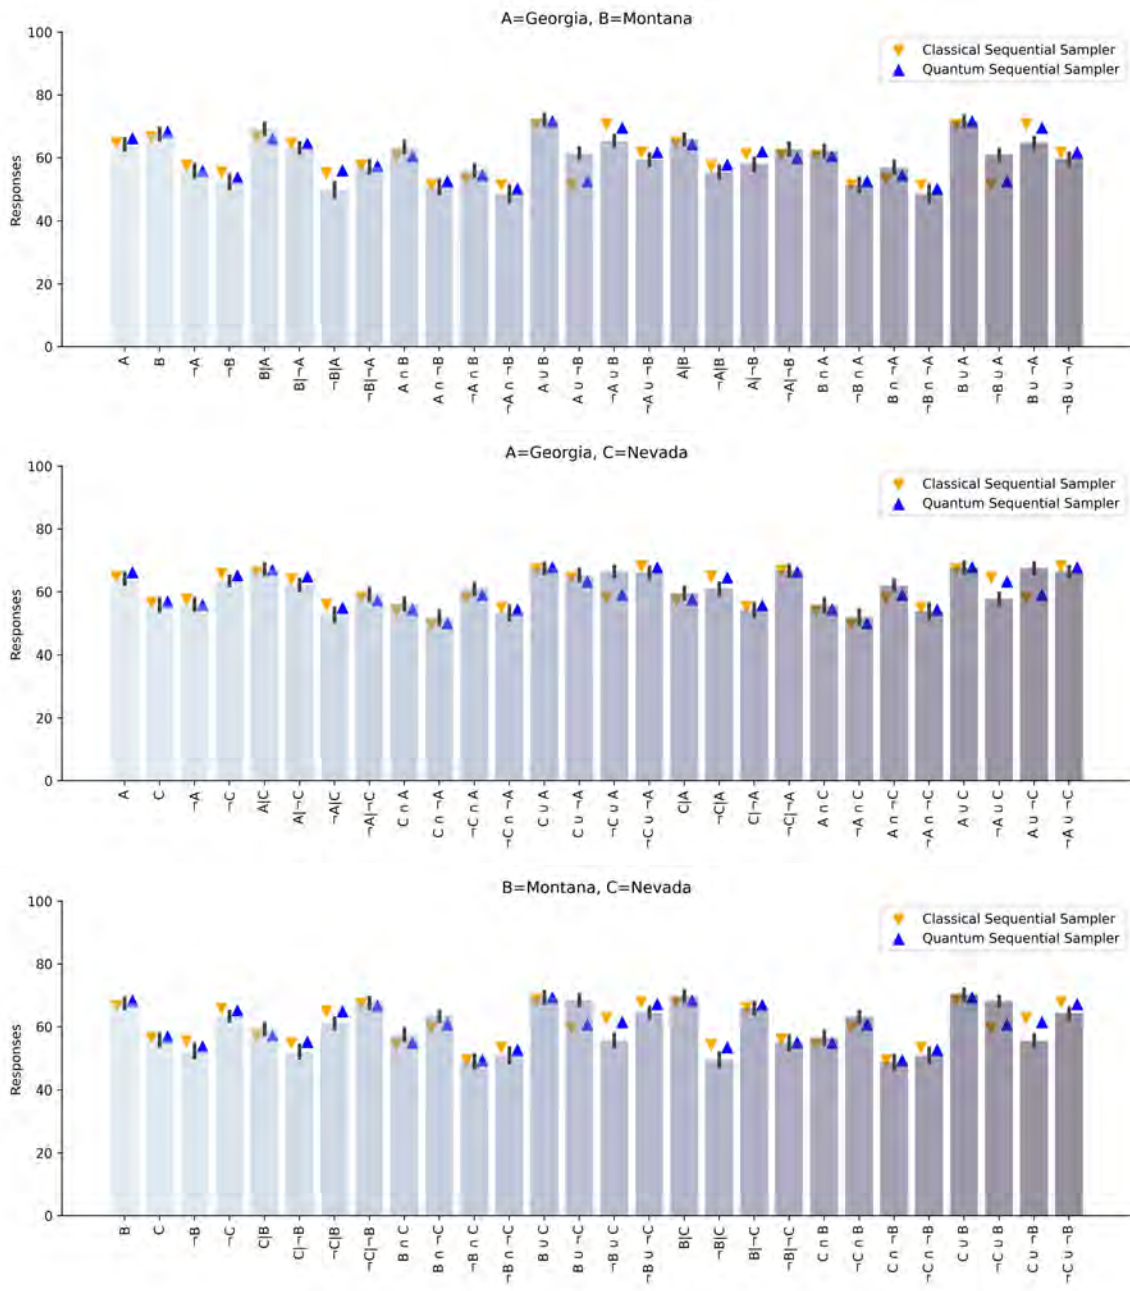 A=Georgia, B=Montana
Classical Sequential Sampler
Quantum Sequential Sampler
Responses
100
80
60
40
20
0
A B ¬A ¬B B|A B|¬A ¬B|A ¬B|¬A A ∩ B A ∩ ¬B ¬A ∩ B ¬A ∩ ¬B A ∪ B A ∪ ¬B ¬A ∪ B ¬A ∪ ¬B A|B ¬A|B A|¬B ¬A|¬B B ∩ A ¬B ∩ A B ∩ ¬A ¬B ∩ ¬A B ∪ A ¬B ∪ A B ∪ ¬A ¬B ∪ ¬A
A=Georgia, C=Nevada
Classical Sequential Sampler
Quantum Sequential Sampler
Responses
100
80
60
40
20
0
A C ¬A ¬C A|C A|¬C ¬A|C ¬A|¬C C ∩ A C ∩ ¬A ¬C ∩ A ¬C ∩ ¬A C ∪ A C ∪ ¬A ¬C ∪ A ¬C ∪ ¬A C|A ¬C|A C|¬A ¬C|¬A A ∩ C ¬A ∩ C A ∩ ¬C ¬A ∩ ¬C A ∪ C ¬A ∪ C A ∪ ¬C ¬A ∪ ¬C
B=Montana, C=Nevada
Classical Sequential Sampler
Quantum Sequential Sampler
Responses
100
80
60
40
20
0
B C ¬B ¬C C|B C|¬B ¬C|B ¬C|¬B B ∩ C B ∩ ¬C ¬B ∩ C ¬B ∩ ¬C B ∪ C B ∪ ¬C ¬B ∪ C ¬B ∪ ¬C B|C ¬B|C B|¬C ¬B|¬C C ∩ B ¬C ∩ B C ∩ ¬B ¬C ∩ ¬B C ∪ B ¬C ∪ B C ∪ ¬B ¬C ∪ ¬B